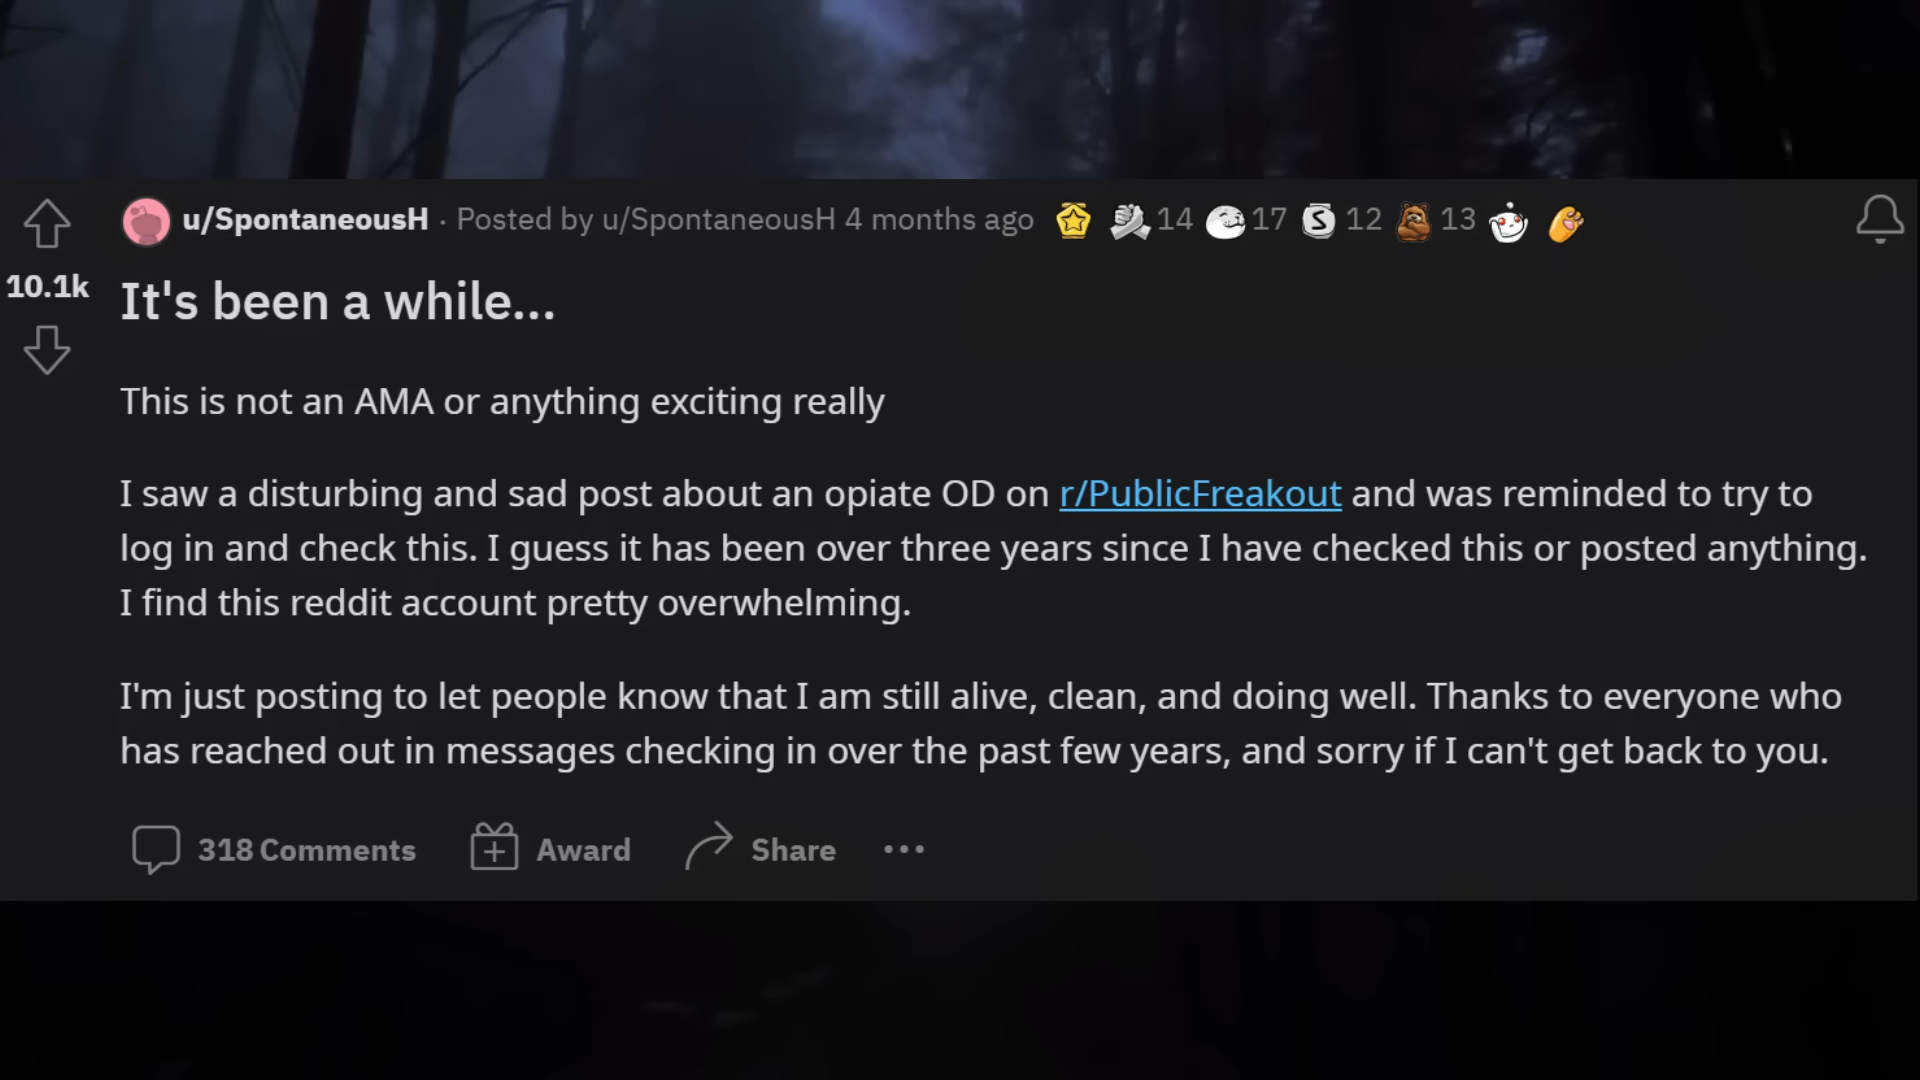 u/SpontaneousH · Posted by u/SpontaneousH 4 months ago 14 17 S 12 13
10.1k
It's been a while...
This is not an AMA or anything exciting really
I saw a disturbing and sad post about an opiate OD on r/PublicFreakout and was reminded to try to
log in and check this. I guess it has been over three years since I have checked this or posted anything.
I find this reddit account pretty overwhelming.
I'm just posting to let people know that I am still alive, clean, and doing well. Thanks to everyone who
has reached out in messages checking in over the past few years, and sorry if I can't get back to you.
318 Comments Award Share ...